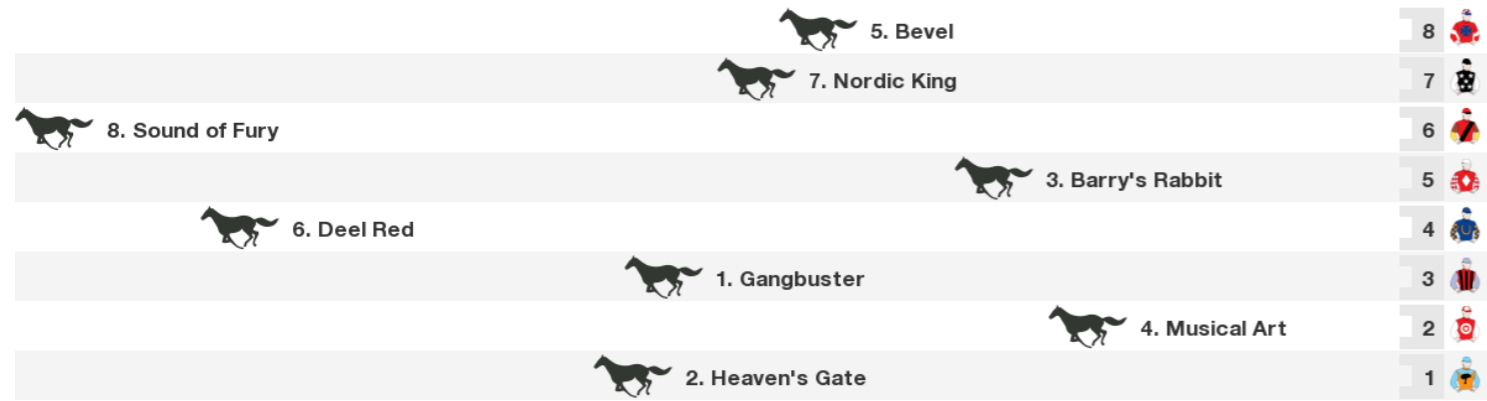 5. Bevel 8
7. Nordic King 7
8. Sound of Fury 6
3. Barry's Rabbit 5
6. Deel Red 4
1. Gangbuster 3
4. Musical Art 2
2. Heaven's Gate 1